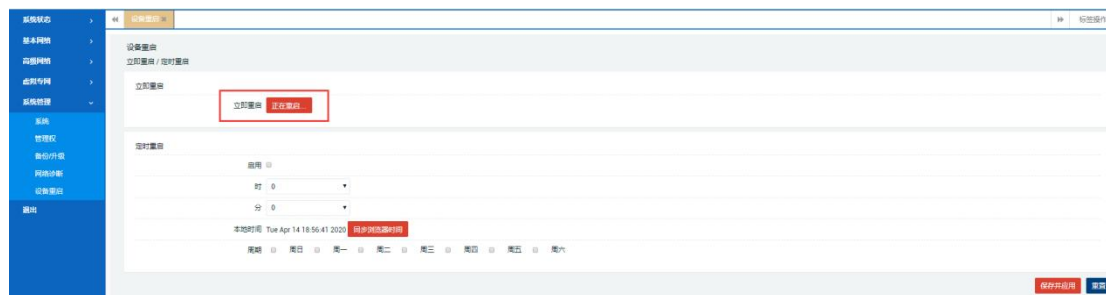 系统状态
基本网络
高级网络
虚拟专网
系统管理
系统
管理权
备份/升级
网络诊断
设备重启
退出
设备重启
标签操作
设备重启
立即重启 / 定时重启
立即重启
立即重启 正在重启...
定时重启
启用
时 0
分 0
本地时间 Tue Apr 14 18:56:41 2020 同步浏览器时间
周期 周日 周一 周二 周三 周四 周五 周六
保存并应用 重置